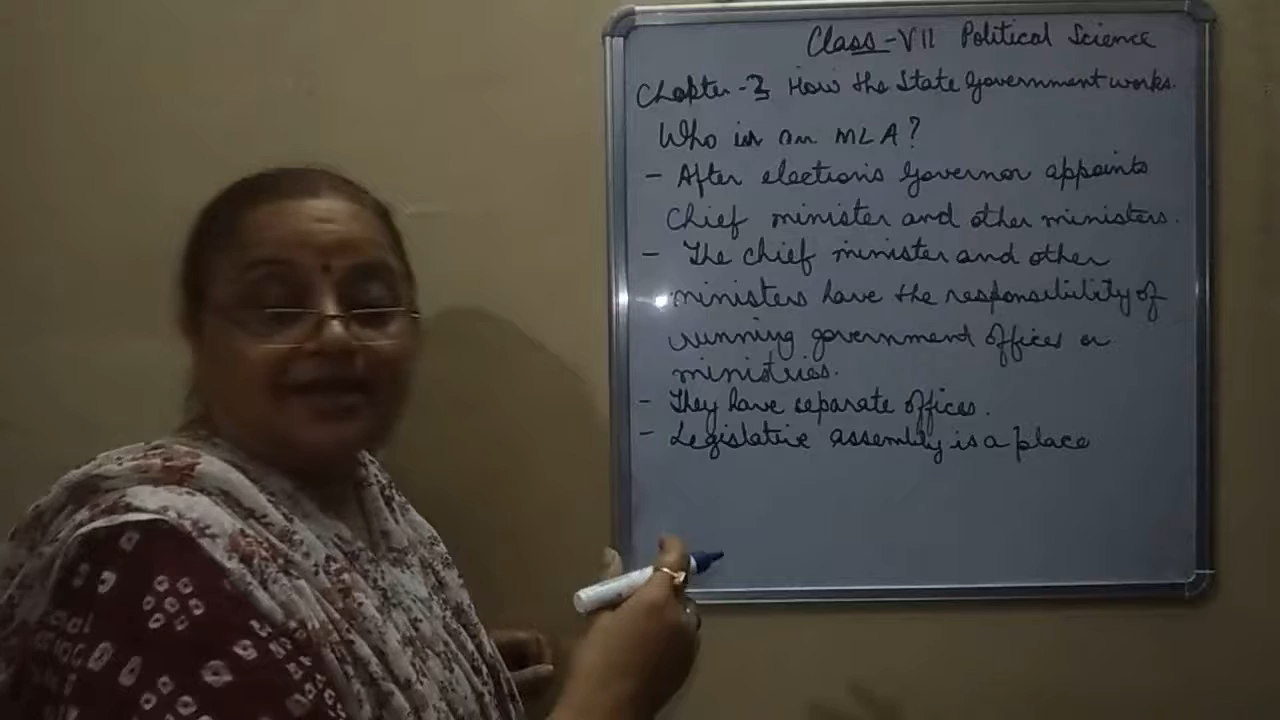 Class-VII Political Science
Chapter-3 How the State Government works.
Who is an MLA?
- After elections Governor appoints
Chief minister and other ministers.
- The chief minister and other
ministers have the responsibility of
running government offices or
ministries.
- They have separate offices.
- Legislative assembly is a place